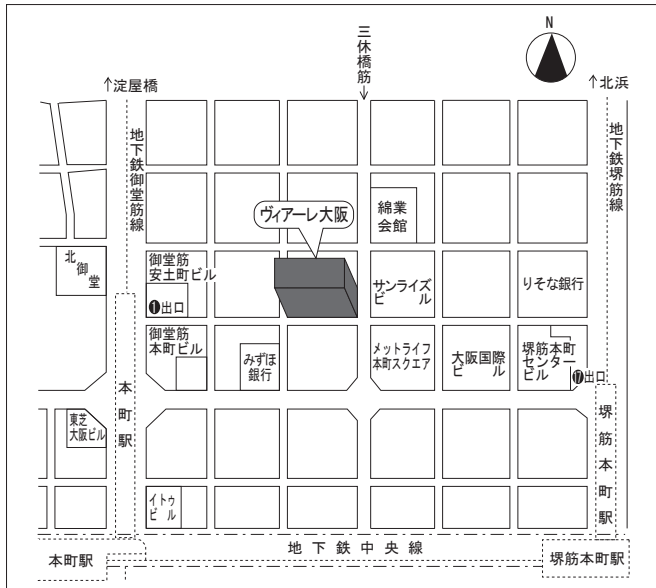 N
三休橋筋
↓
↑淀屋橋
↑北浜
地下鉄御堂筋線
地下鉄堺筋線
綿業
会館
ヴィアーレ大阪
北御堂
御堂筋
安土町ビル
❶出口
サンライズ
ビル
りそな銀行
御堂筋
本町ビル
みずほ
銀行
メットライフ
本町スクエア
大阪国際
ビル
堺筋本町
センター
ビル
⓱出口
本町駅
東芝
大阪ビル
堺筋本町駅
イトゥ
ビル
地下鉄中央線
本町駅
堺筋本町駅